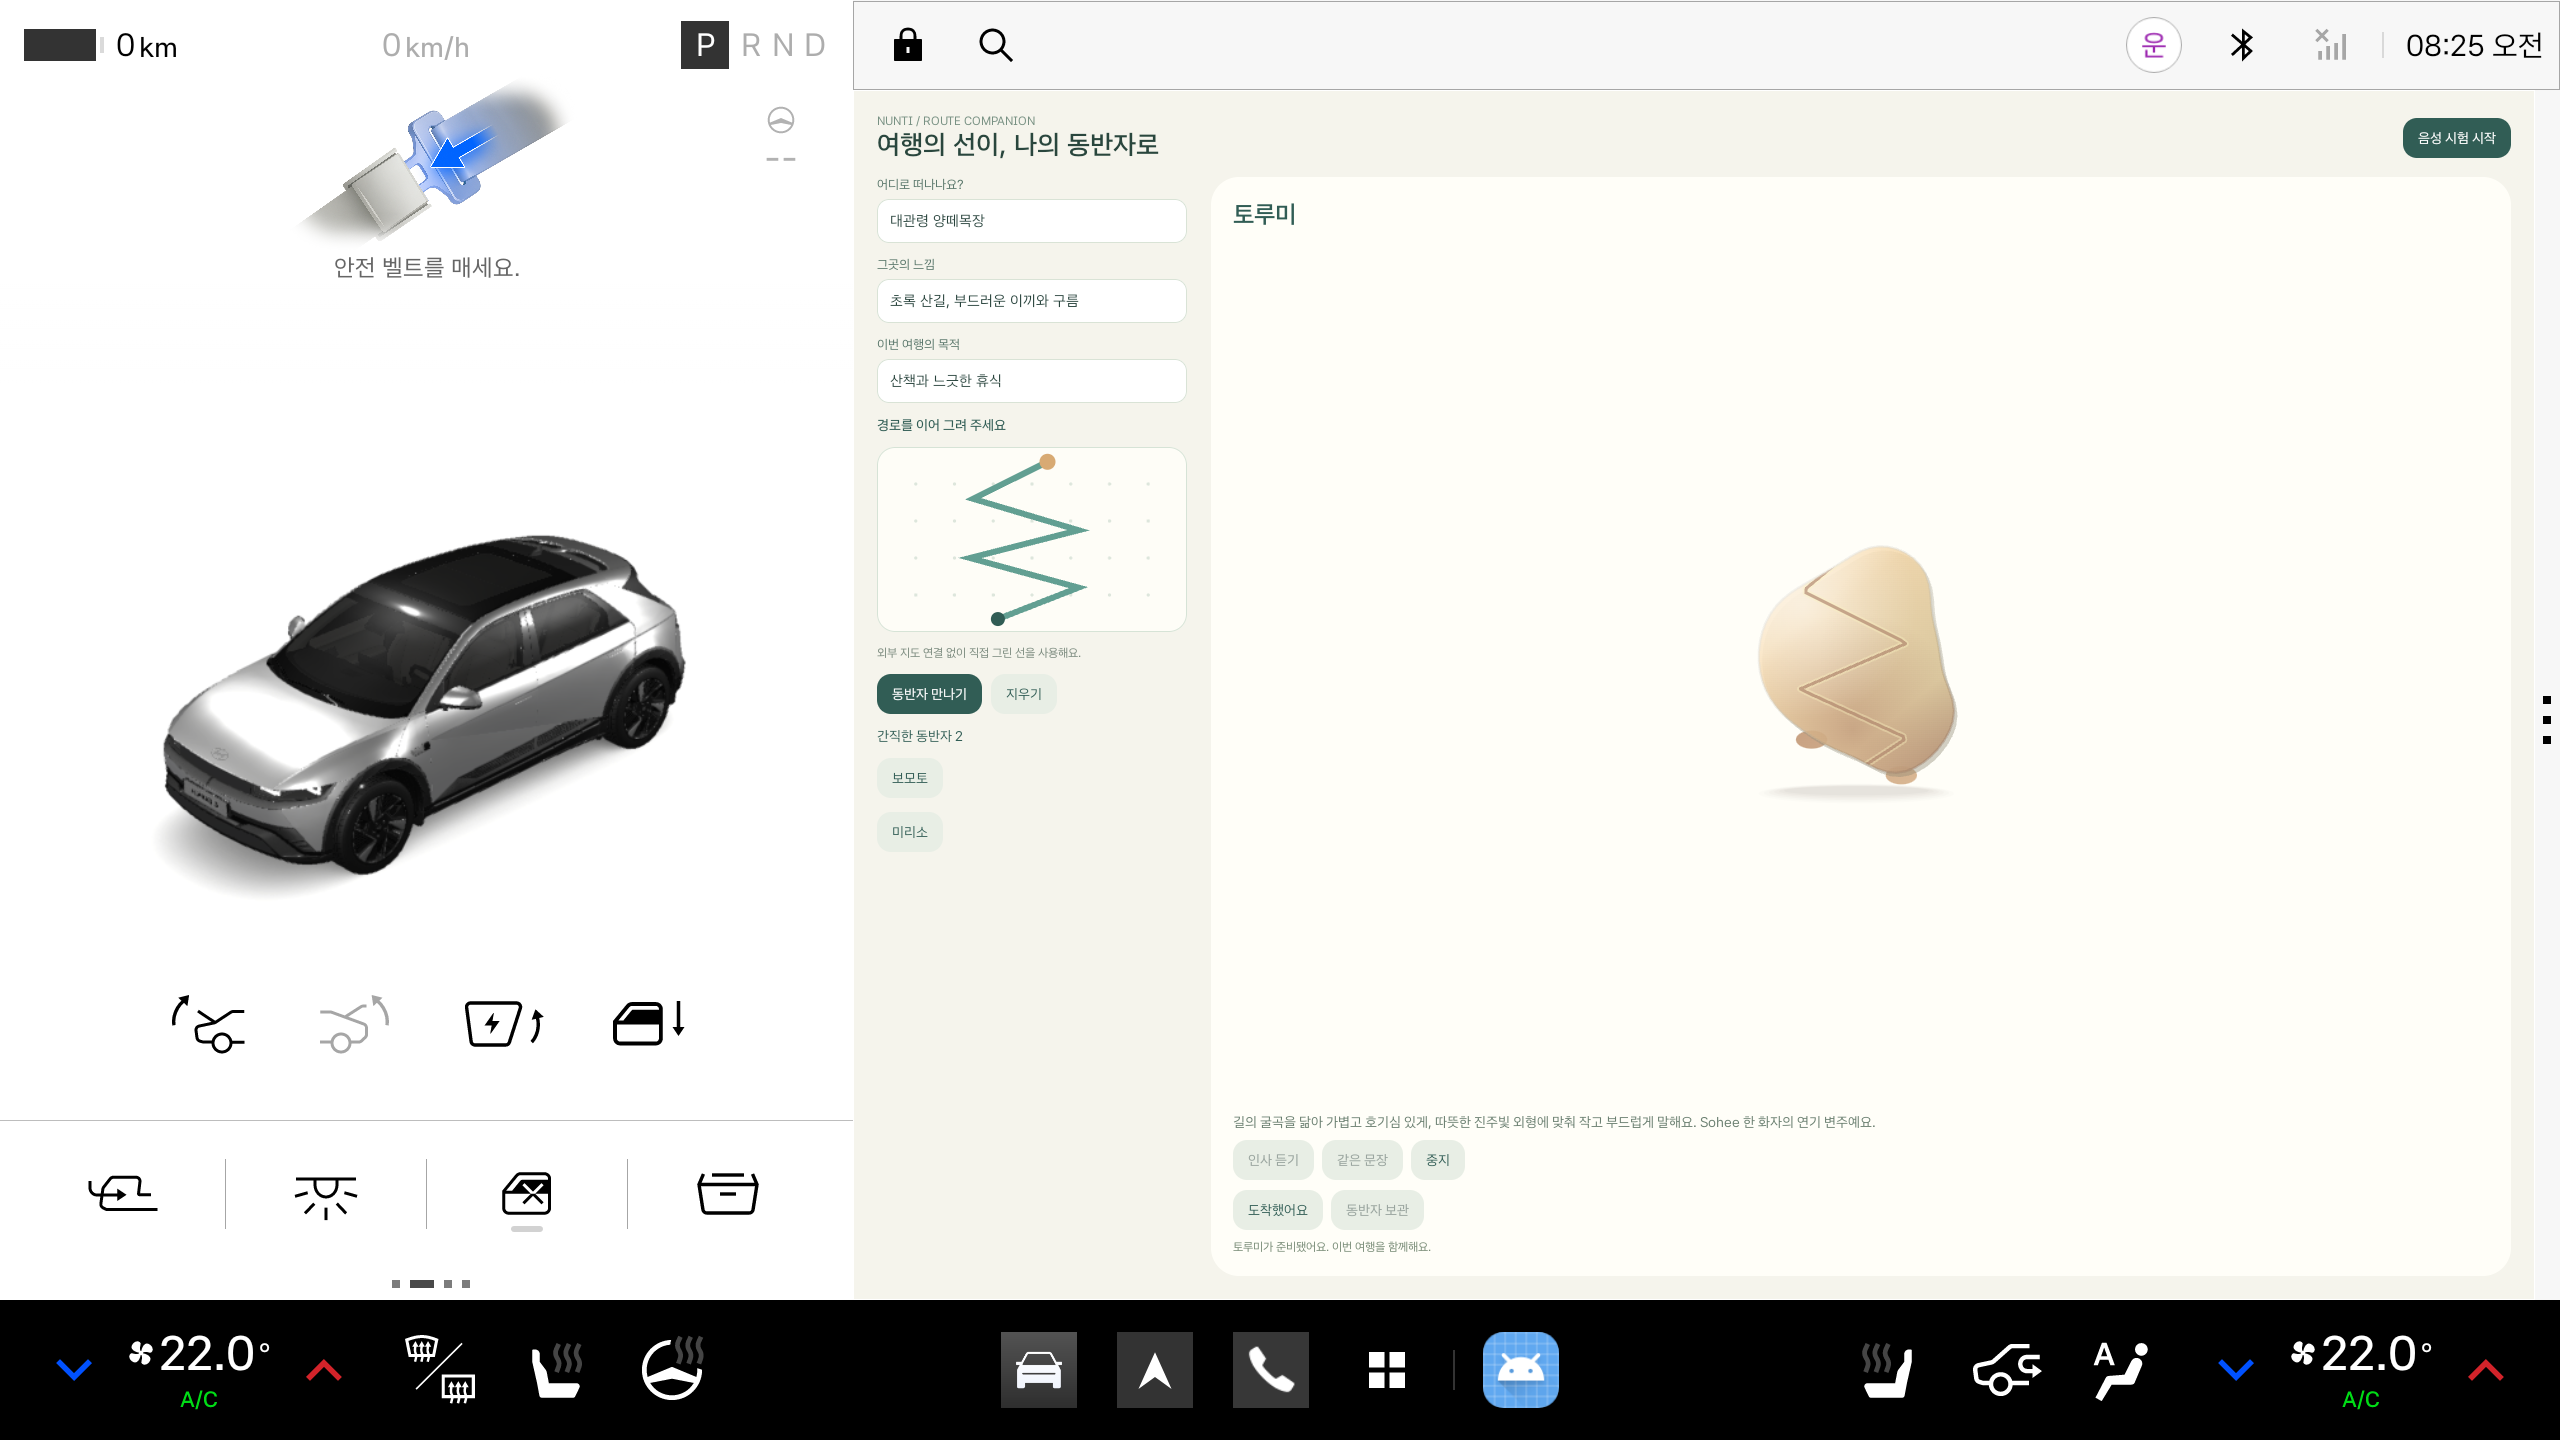 0 km
0 km/h
P R N D
안전 벨트를 매세요.
08:25 오전
운
NUNTI / ROUTE COMPANION
여행의 선이, 나의 동반자로
음성 시험 시작
어디로 떠나나요?
대관령 양떼목장
그곳의 느낌
초록 산길, 부드러운 이끼와 구름
이번 여행의 목적
산책과 느긋한 휴식
경로를 이어 그려 주세요
외부 지도 연결 없이 직접 그린 선을 사용해요.
동반자 만나기
지우기
간직한 동반자 2
보모토
미리소
토루미
길의 굴곡을 닮아 가볍고 호기심 있게, 따뜻한 진주빛 외형에 맞춰 작고 부드럽게 말해요. Sohee 한 화자의 연기 변주예요.
인사 듣기
같은 문장
중지
도착했어요
동반자 보관
토루미가 준비됐어요. 이번 여행을 함께해요.
22.0°
A/C
A
22.0°
A/C